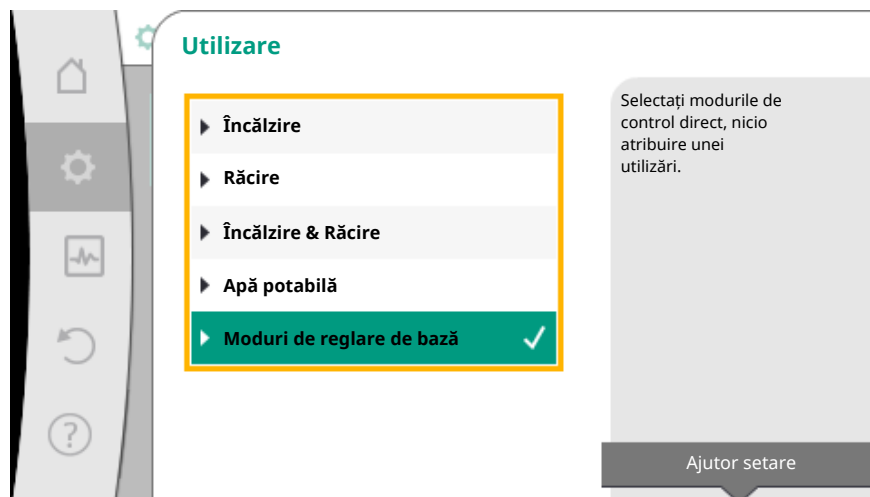 Utilizare
Încălzire
Răcire
Încălzire & Răcire
Apă potabilă
Moduri de reglare de bază
Selectați modurile de
control direct, nicio
atribuire unei
utilizări.
Ajutor setare
?